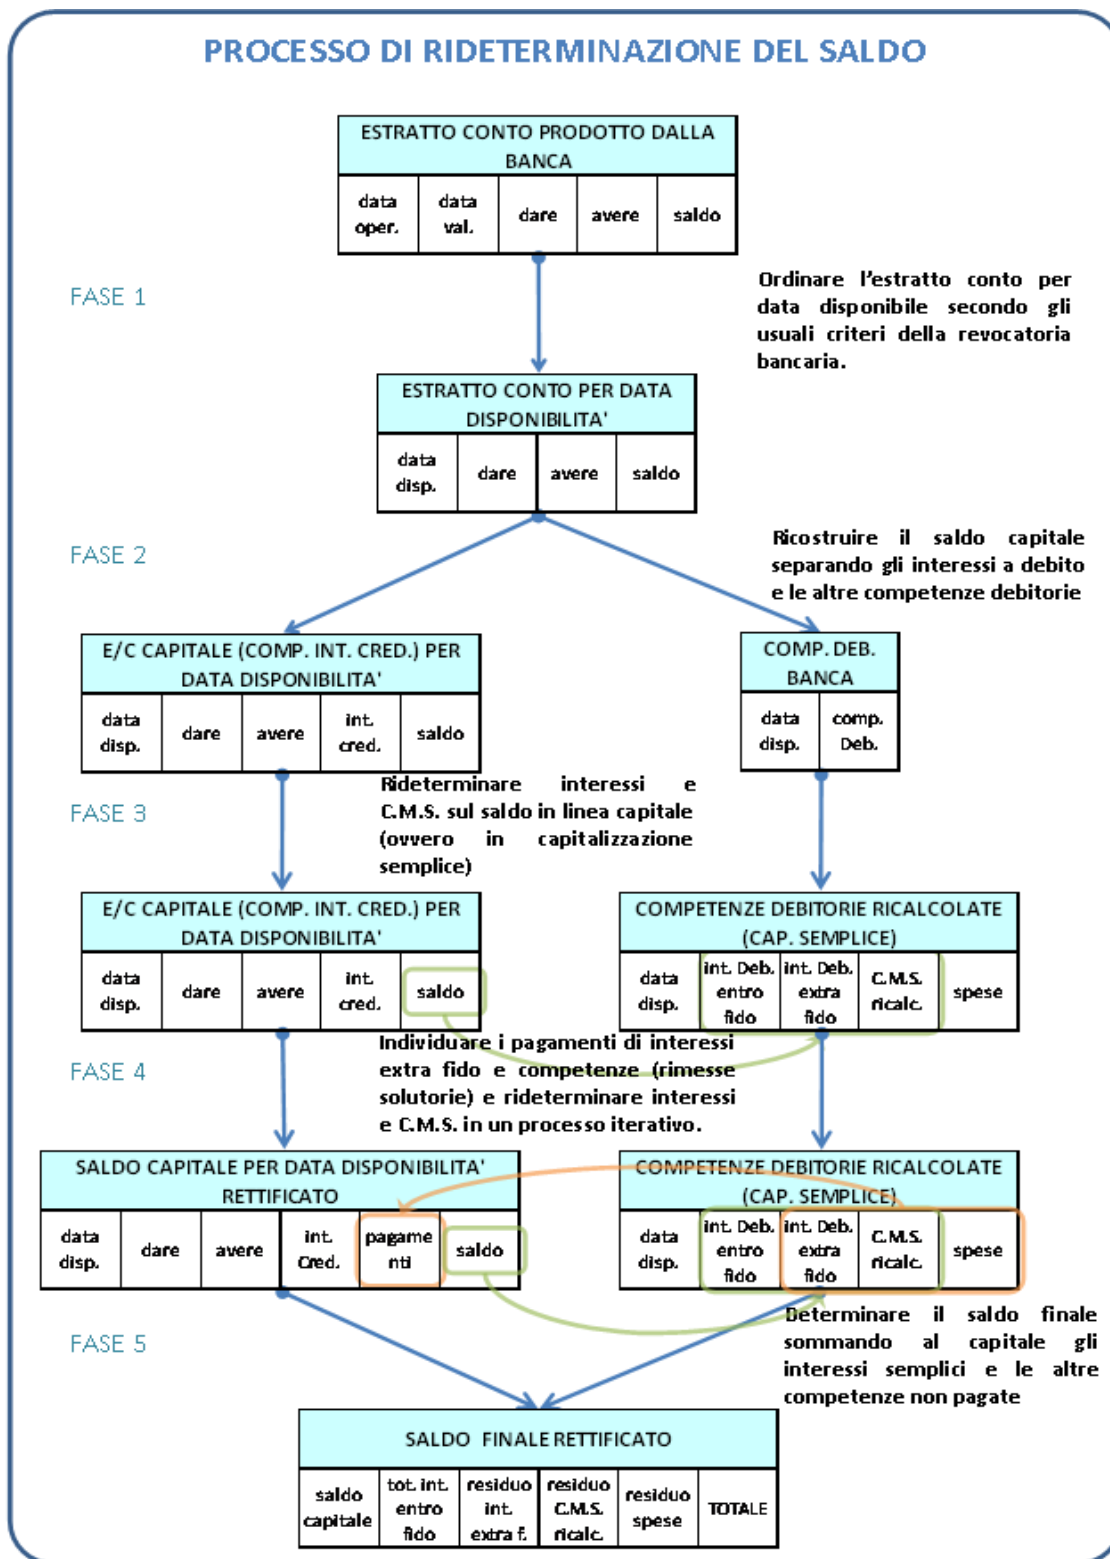 PROCESSO DI RIDETERMINAZIONE DEL SALDO
ESTRATTO CONTO PRODOTTO DALLA
BANCA
data oper.
data val.
dare
avere
saldo
FASE 1
Ordinare l'estratto conto per
data disponibile secondo gli
usuali criteri della revocatoria
bancaria.
ESTRATTO CONTO PER DATA
DISPONIBILITA'
data disp.
dare
avere
saldo
FASE 2
Ricostruire il saldo capitale
separando gli interessi a debito
e le altre competenze debitorie
E/C CAPITALE (COMP. INT. CRED.) PER
DATA DISPONIBILITA'
data disp.
dare
avere
int. cred.
saldo
COMP. DEB.
BANCA
data disp.
comp. Deb.
FASE 3
Rideterminare interessi e
C.M.S. sul saldo in linea capitale
(ovvero in capitalizzazione
semplice)
E/C CAPITALE (COMP. INT. CRED.) PER
DATA DISPONIBILITA'
data disp.
dare
avere
int. cred.
saldo
COMPETENZE DEBITORIE RICALCOLATE
(CAP. SEMPLICE)
data disp.
int. Deb. entro fido
int. Deb. extra fido
C.M.S. ricalc.
spese
FASE 4
Individuare i pagamenti di interessi
extra fido e competenze (rimesse
solutorie) e rideterminare interessi
e C.M.S. in un processo iterativo.
SALDO CAPITALE PER DATA DISPONIBILITA'
RETTIFICATO
data disp.
dare
avere
int. Cred.
pagame nti
saldo
COMPETENZE DEBITORIE RICALCOLATE
(CAP. SEMPLICE)
data disp.
int. Deb. entro fido
int. Deb. extra fido
C.M.S. ricalc.
spese
FASE 5
Determinare il saldo finale
sommando al capitale gli
interessi semplici e le altre
competenze non pagate
SALDO FINALE RETTIFICATO
saldo capitale
tot. int. entro fido
residuo int. extra f.
residuo C.M.S. ricalc.
residuo spese
TOTALE